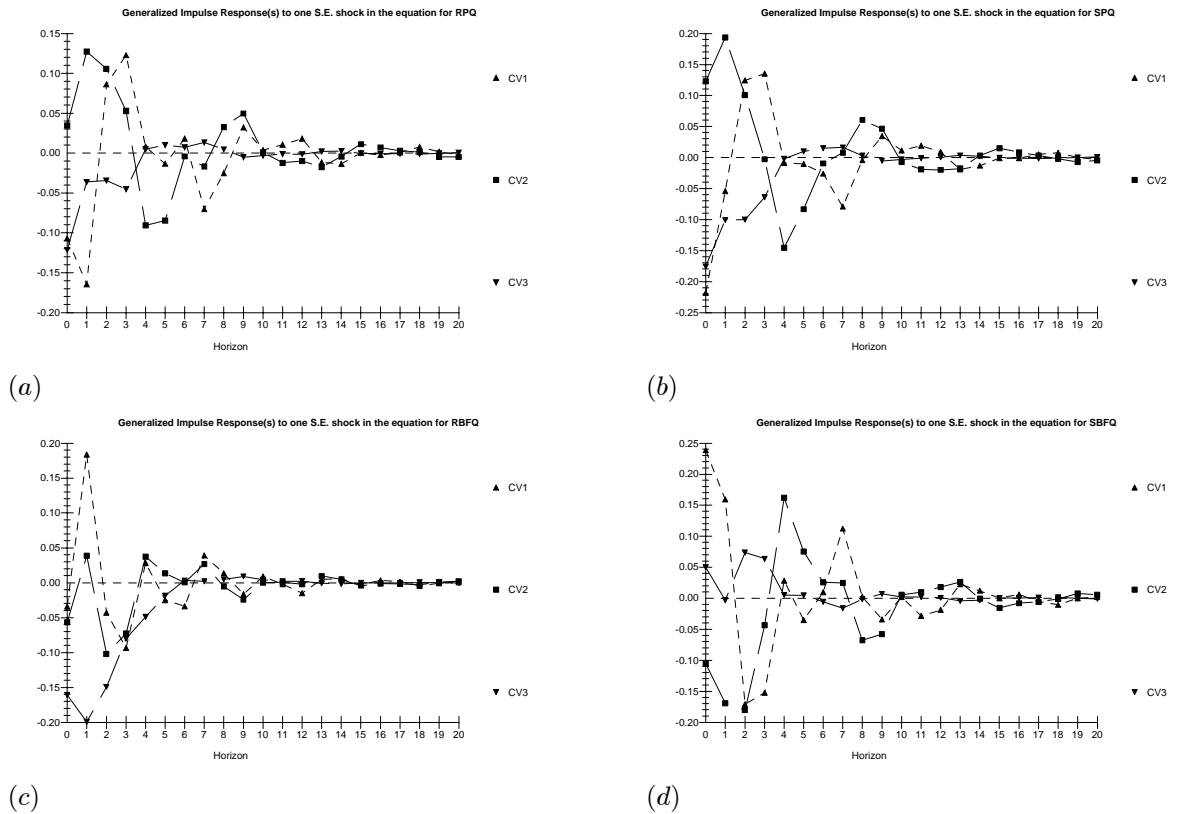 Generalized Impulse Response(s) to one S.E. shock in the equation for RPQ
0.15
0.10
0.05
0.00
-0.05
-0.10
-0.15
-0.20
0 1 2 3 4 5 6 7 8 9 10 11 12 13 14 15 16 17 18 19 20
Horizon
CV1
CV2
CV3
(a)
Generalized Impulse Response(s) to one S.E. shock in the equation for SPQ
0.20
0.15
0.10
0.05
0.00
-0.05
-0.10
-0.15
-0.20
-0.25
0 1 2 3 4 5 6 7 8 9 10 11 12 13 14 15 16 17 18 19 20
Horizon
CV1
CV2
CV3
(b)
Generalized Impulse Response(s) to one S.E. shock in the equation for RBFQ
0.20
0.15
0.10
0.05
0.00
-0.05
-0.10
-0.15
-0.20
0 1 2 3 4 5 6 7 8 9 10 11 12 13 14 15 16 17 18 19 20
Horizon
CV1
CV2
CV3
(c)
Generalized Impulse Response(s) to one S.E. shock in the equation for SBFQ
0.25
0.20
0.15
0.10
0.05
0.00
-0.05
-0.10
-0.15
-0.20
0 1 2 3 4 5 6 7 8 9 10 11 12 13 14 15 16 17 18 19 20
Horizon
CV1
CV2
CV3
(d)